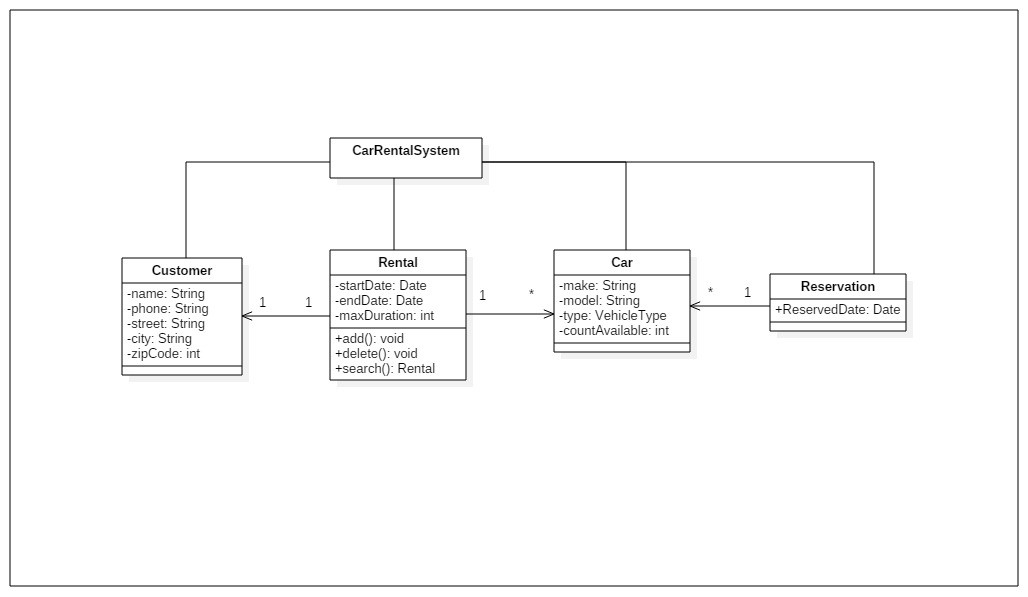 CarRentalSystem
Customer
-name: String
-phone: String
-street: String
-city: String
-zipCode: int
1
1
Rental
-startDate: Date
-endDate: Date
-maxDuration: int
+add(): void
+delete(): void
+search(): Rental
1
*
Car
-make: String
-model: String
-type: VehicleType
-countAvailable: int
*
1
Reservation
+ReservedDate: Date